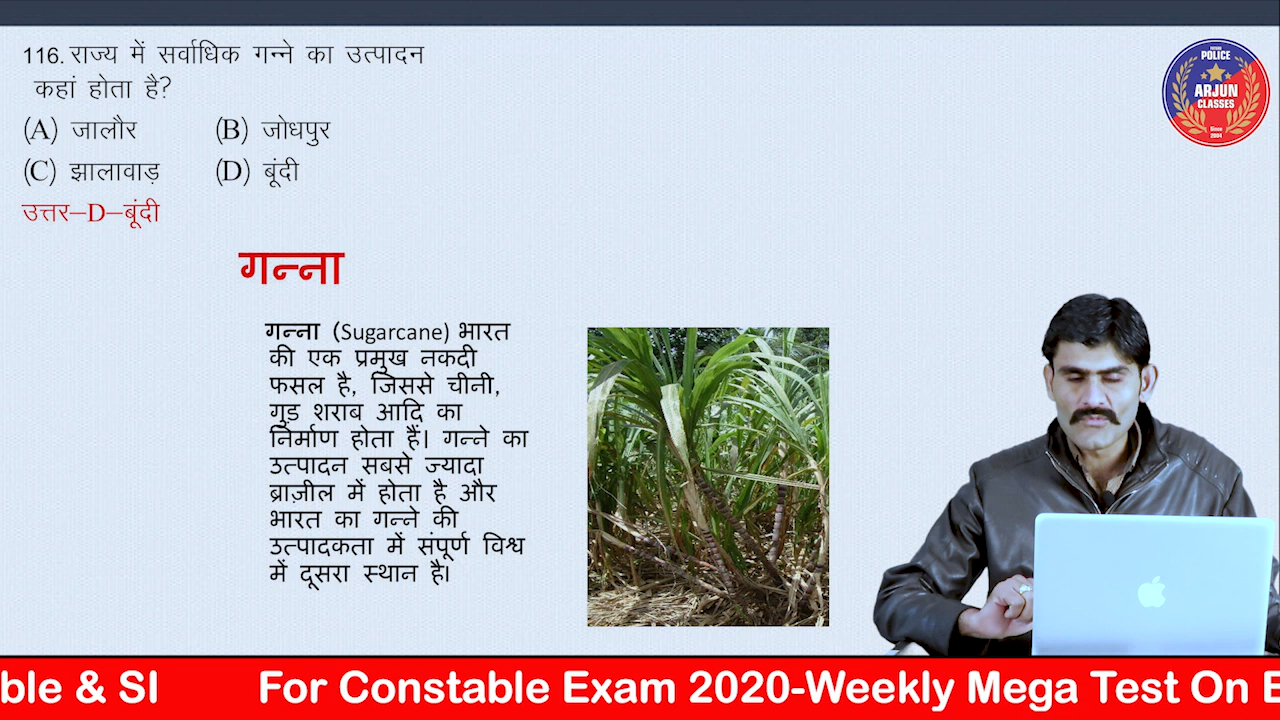 116. राज्य में सर्वाधिक गन्ने का उत्पादन
कहां होता है?
(A) जालौर (B) जोधपुर
(C) झालावाड़ (D) बूंदी
उत्तर–D–बूंदी
गन्ना
गन्ना (Sugarcane) भारत
की एक प्रमुख नकदी
फसल है, जिससे चीनी,
गुड़ शराब आदि का
निर्माण होता हैं। गन्ने का
उत्पादन सबसे ज्यादा
ब्राज़ील में होता है और
भारत का गन्ने की
उत्पादकता में संपूर्ण विश्व
में दूसरा स्थान है।
POLICE
ARJUN
CLASSES
Since
2004
ble & SI For Constable Exam 2020-Weekly Mega Test On E